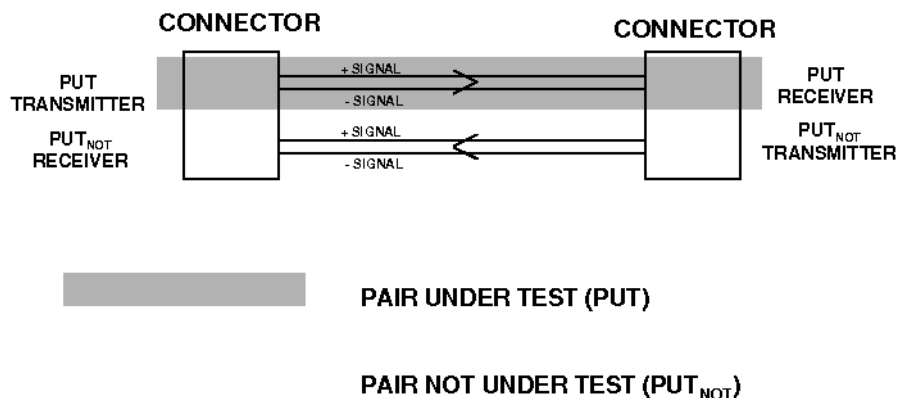 CONNECTOR
CONNECTOR
PUT
TRANSMITTER
+ SIGNAL
- SIGNAL
PUT
RECEIVER
PUTNOT
RECEIVER
+ SIGNAL
- SIGNAL
PUTNOT
TRANSMITTER
PAIR UNDER TEST (PUT)
PAIR NOT UNDER TEST (PUTNOT)